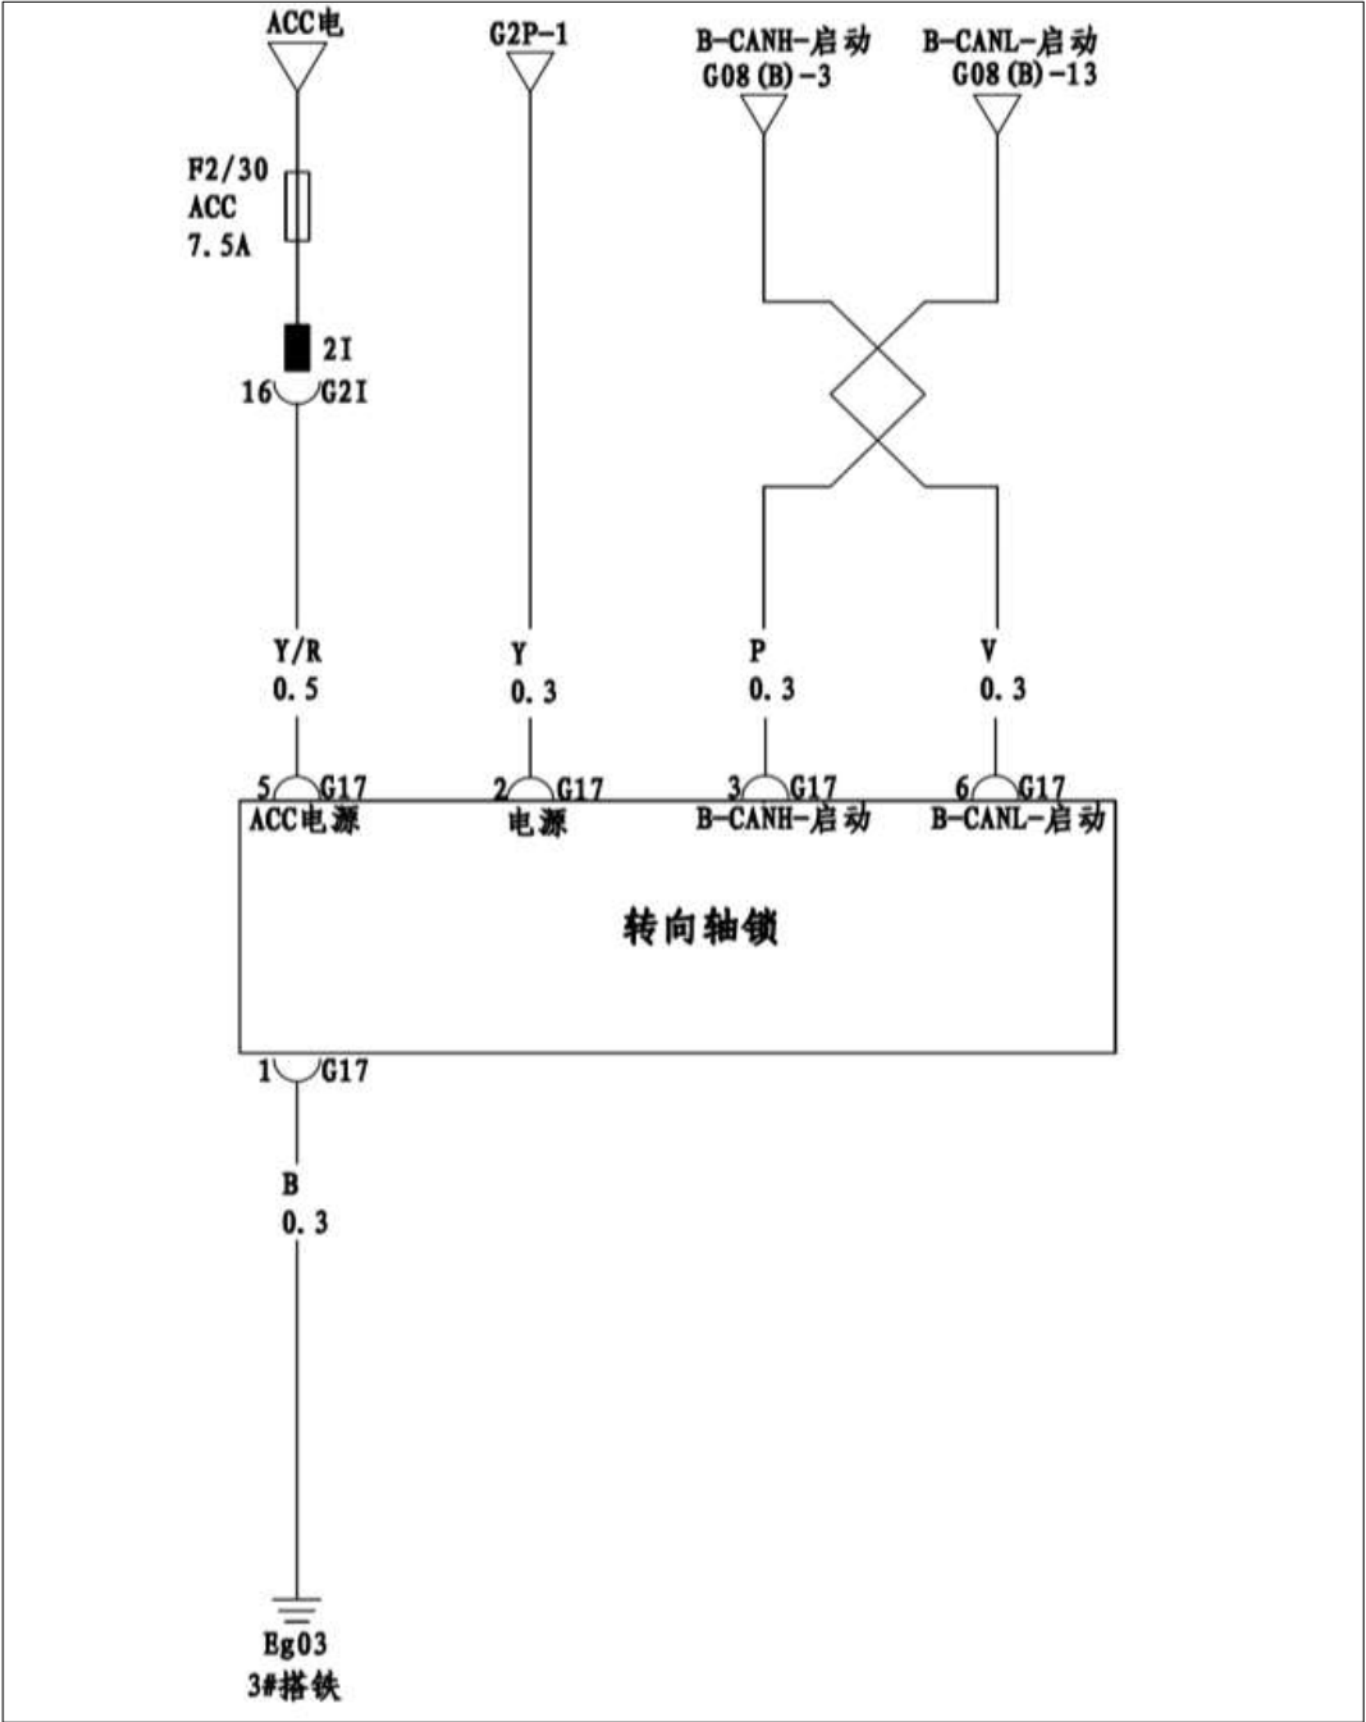 ACC电
G2P-1
B-CANH-启动
G08(B)-3
B-CANL-启动
G08(B)-13
F2/30
ACC
7.5A
2I
16 G2I
Y/R
0.5
Y
0.3
P
0.3
V
0.3
5 G17
2 G17
3 G17
6 G17
ACC电源
电源
B-CANH-启动
B-CANL-启动
转向轴锁
1 G17
B
0.3
Eg03
3#搭铁